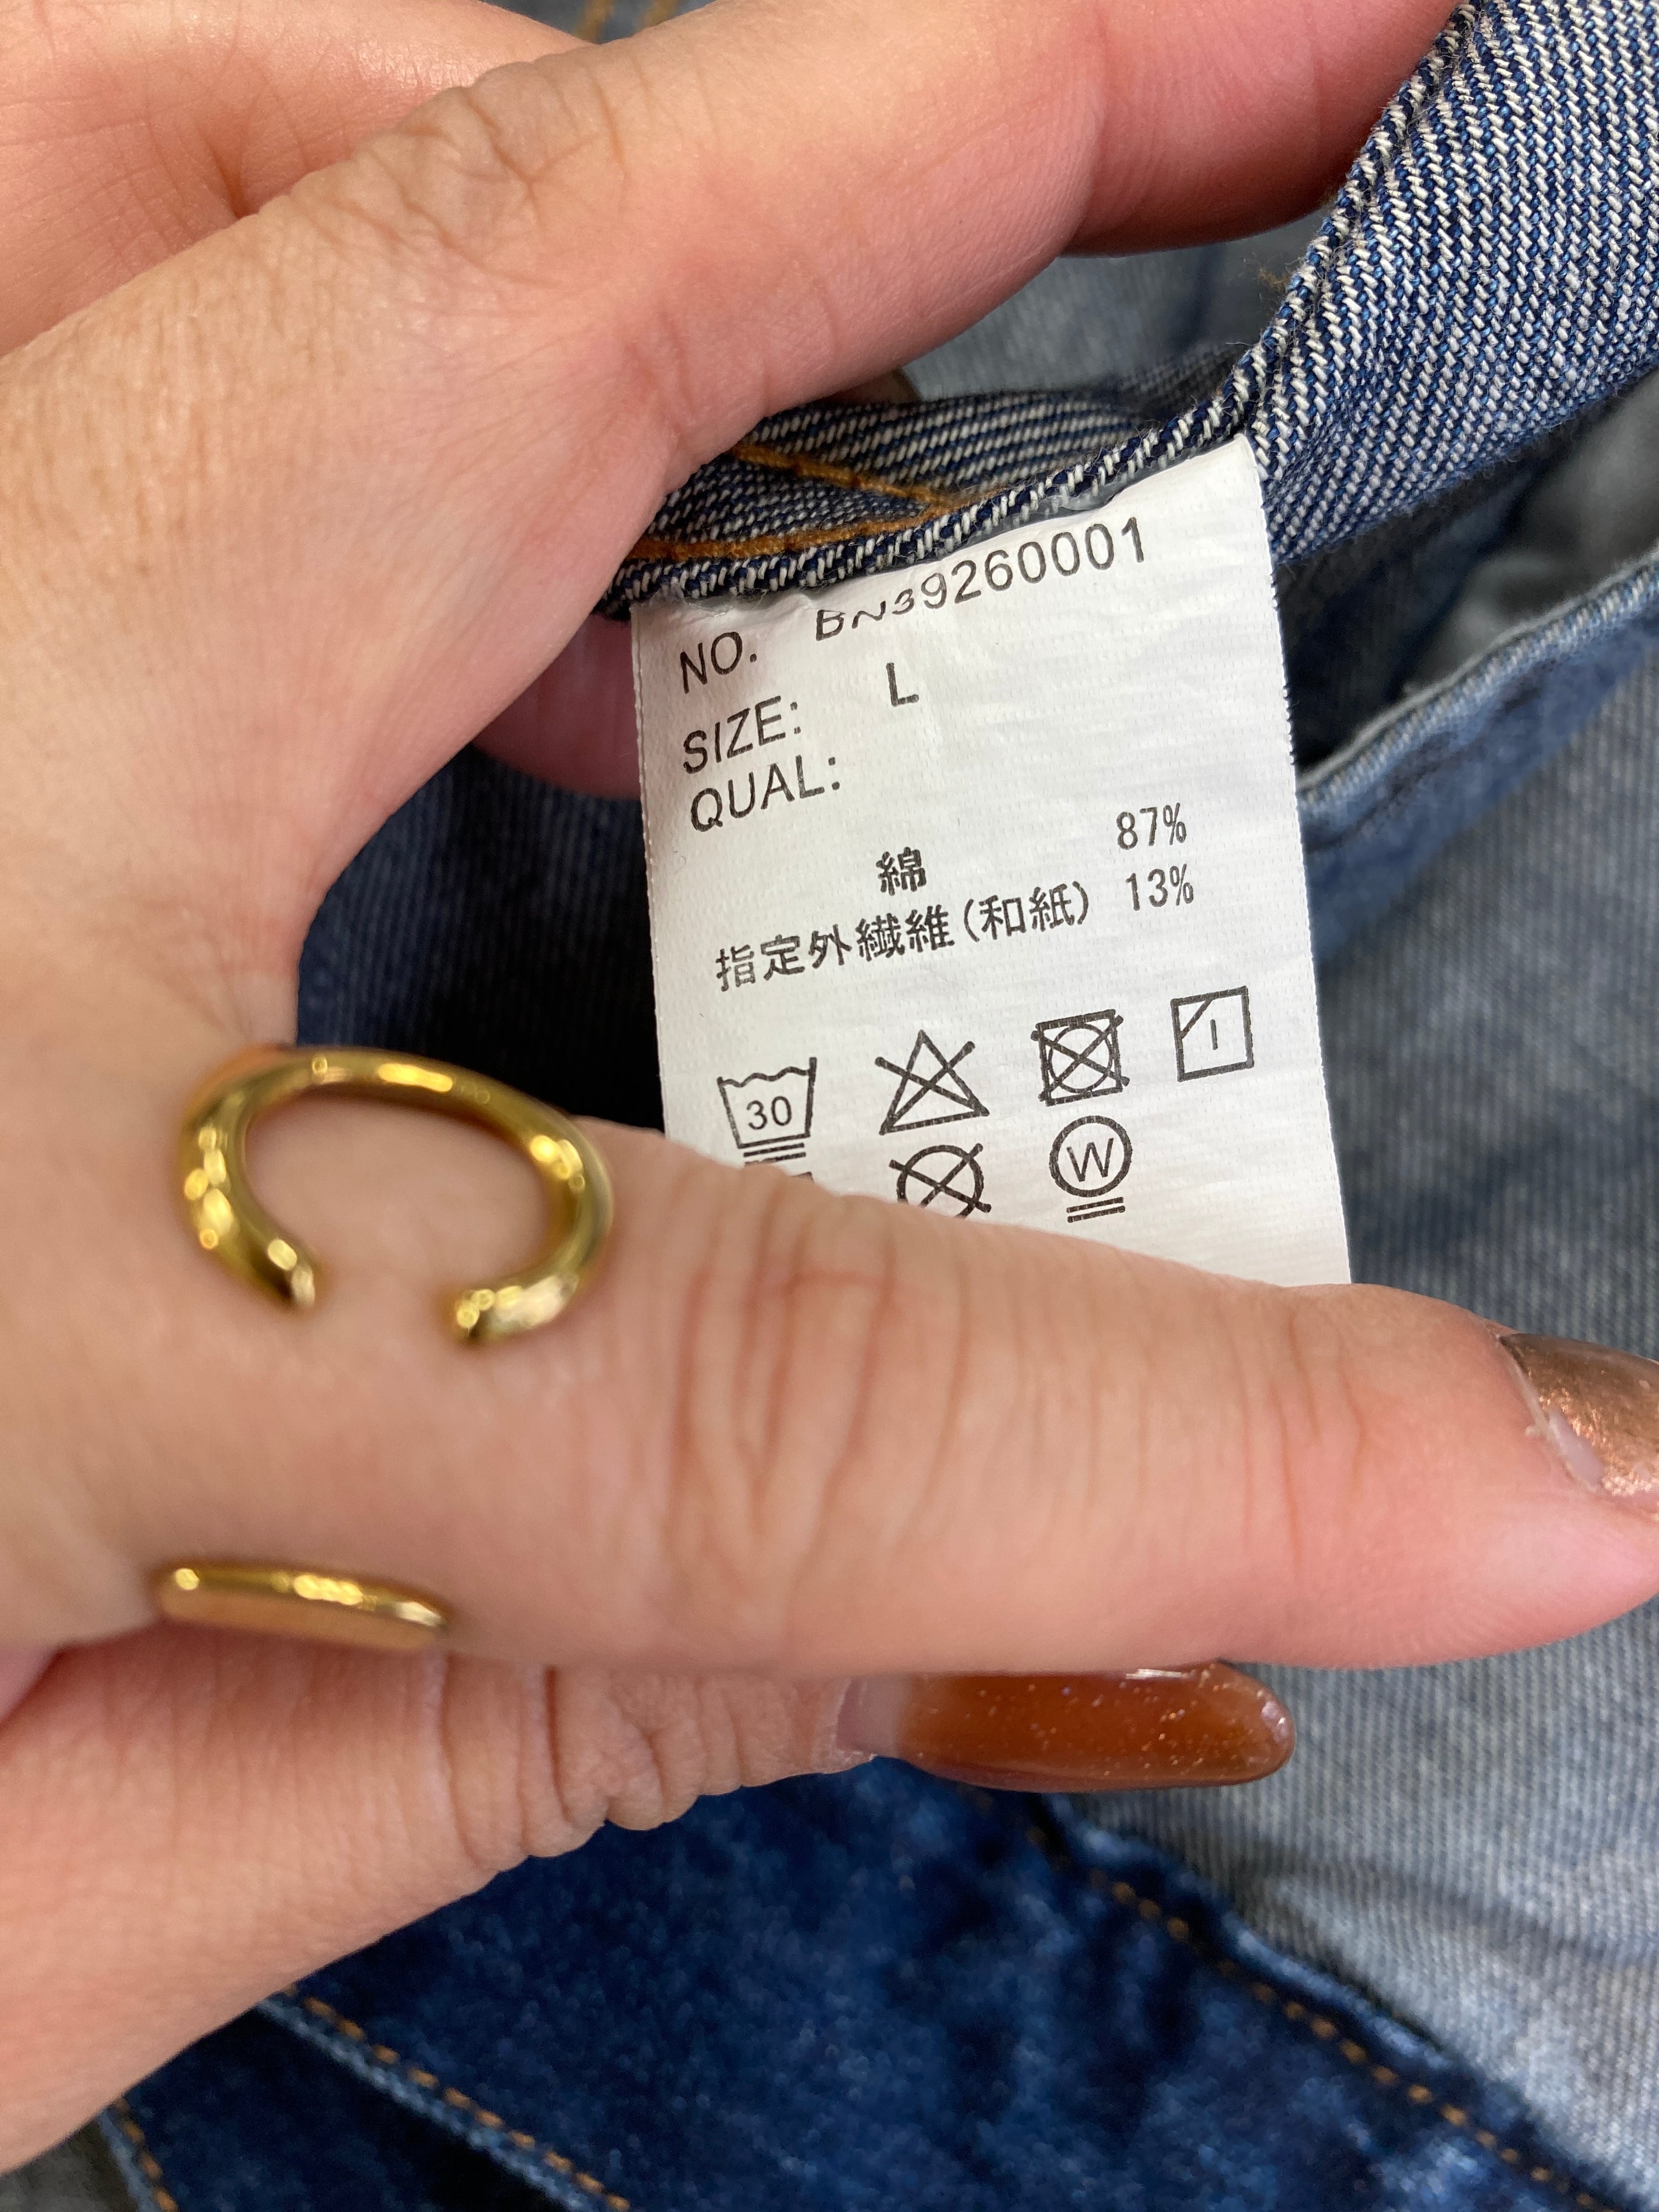 NO. BN39260001
SIZE: L
QUAL:
綿 87%
指定外繊維(和紙) 13%
30
W